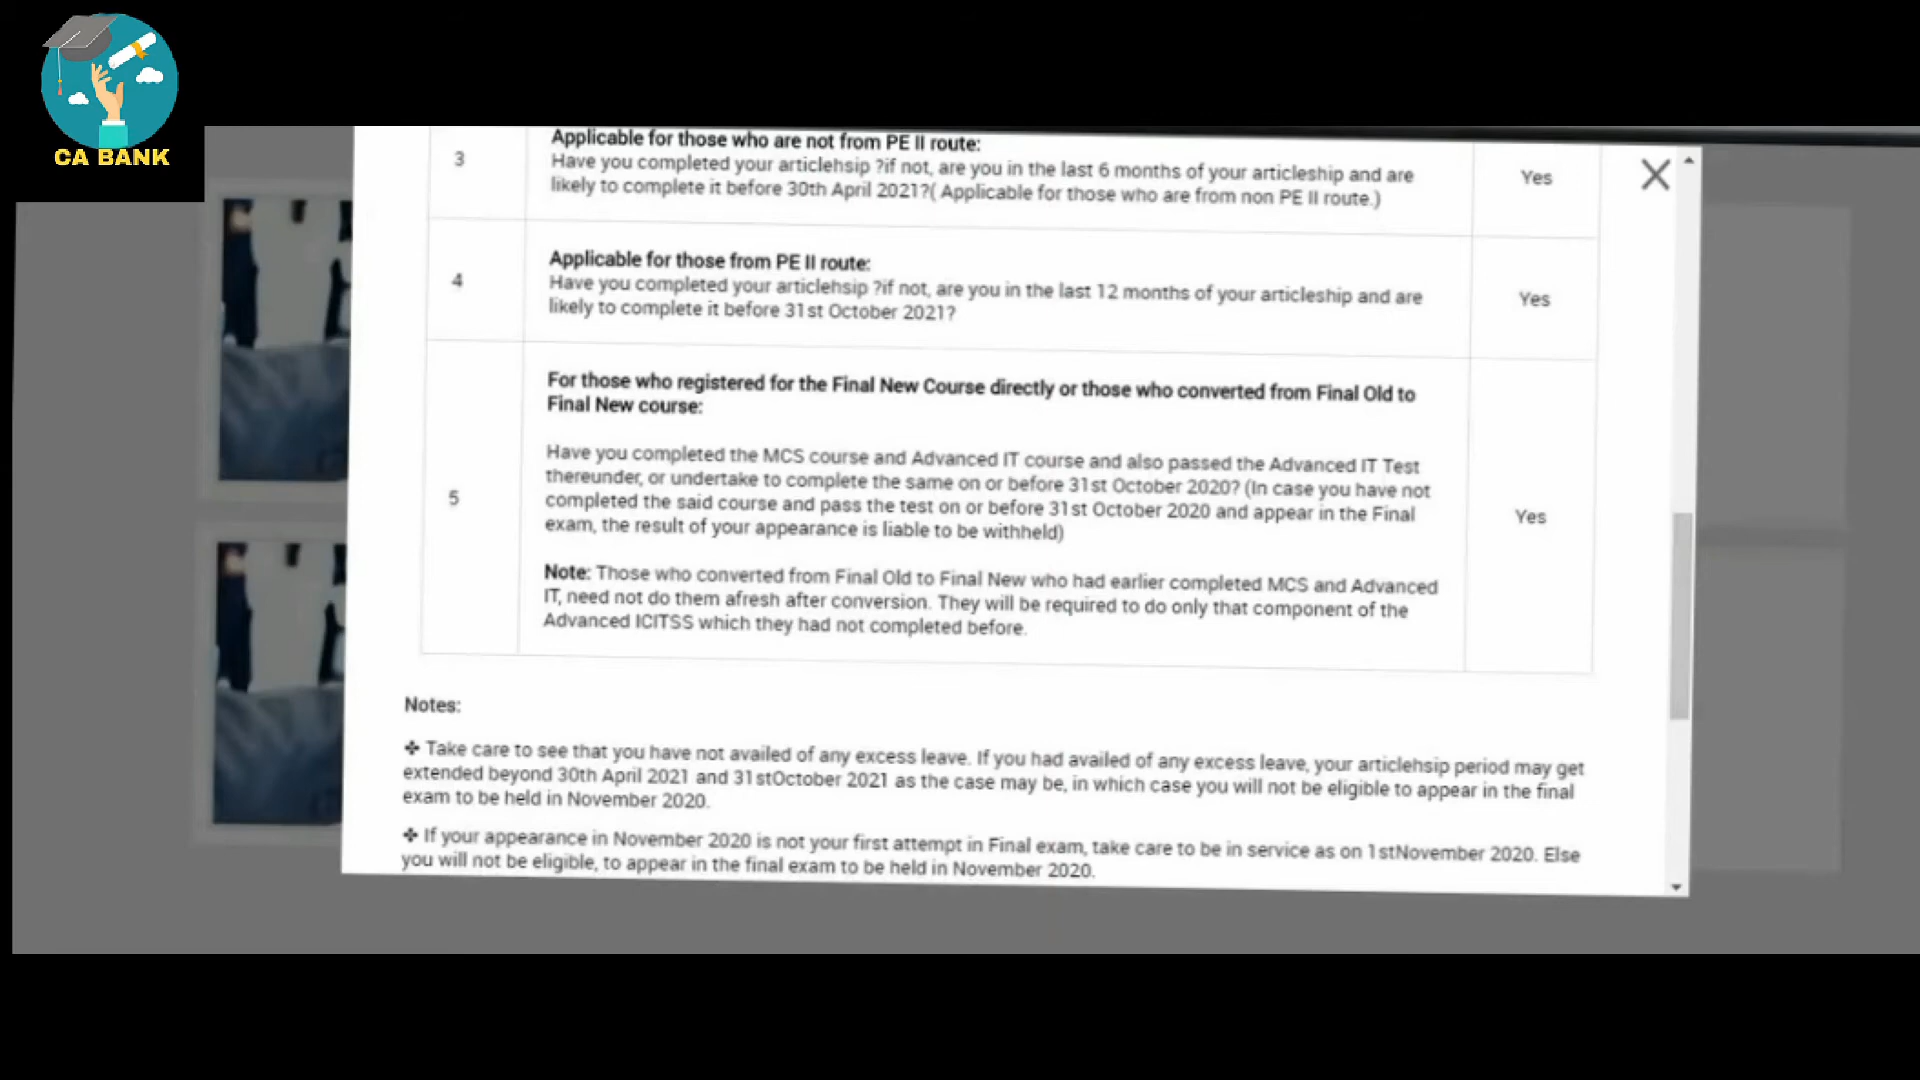 CA BANK
Applicable for those who are not from PE II route:
3
Have you completed your articlehsip ?if not, are you in the last 6 months of your articleship and are
likely to complete it before 30th April 2021?( Applicable for those who are from non PE II route.)
Yes
Applicable for those from PE II route:
4
Have you completed your articlehsip ?if not, are you in the last 12 months of your articleship and are
likely to complete it before 31st October 2021?
Yes
For those who registered for the Final New Course directly or those who converted from Final Old to
Final New course:
Have you completed the MCS course and Advanced IT course and also passed the Advanced IT Test
thereunder, or undertake to complete the same on or before 31st October 2020? (In case you have not
5
completed the said course and pass the test on or before 31st October 2020 and appear in the Final
exam, the result of your appearance is liable to be withheld)
Yes
Note: Those who converted from Final Old to Final New who had earlier completed MCS and Advanced
IT, need not do them afresh after conversion. They will be required to do only that component of the
Advanced ICITSS which they had not completed before.
Notes:
✤ Take care to see that you have not availed of any excess leave. If you had availed of any excess leave, your articlehsip period may get
extended beyond 30th April 2021 and 31stOctober 2021 as the case may be, in which case you will not be eligible to appear in the final
exam to be held in November 2020.
✤ If your appearance in November 2020 is not your first attempt in Final exam, take care to be in service as on 1stNovember 2020. Else
you will not be eligible, to appear in the final exam to be held in November 2020.